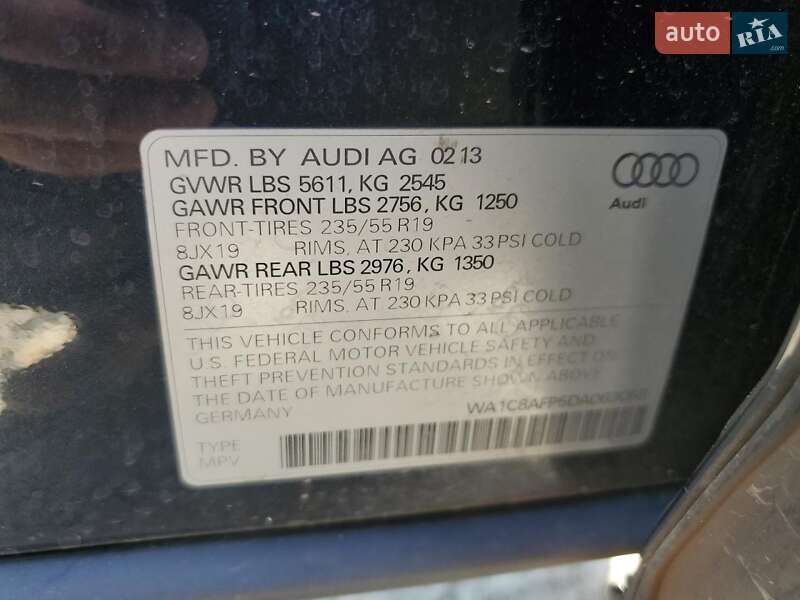 auto RIA.com
MFD. BY AUDI AG 02 13
GVWR LBS 5611, KG 2545
GAWR FRONT LBS 2756, KG 1250
FRONT-TIRES 235/55 R19
8JX19 RIMS, AT 230 KPA 33 PSI COLD
GAWR REAR LBS 2976, KG 1350
REAR-TIRES 235/55 R19
8JX19 RIMS, AT 230 KPA 33 PSI COLD
Audi
THIS VEHICLE CONFORMS TO ALL APPLICABLE
U.S. FEDERAL MOTOR VEHICLE SAFETY AND
THEFT PREVENTION STANDARDS IN EFFECT ON
THE DATE OF MANUFACTURE SHOWN ABOVE.
GERMANY
TYPE
MPV